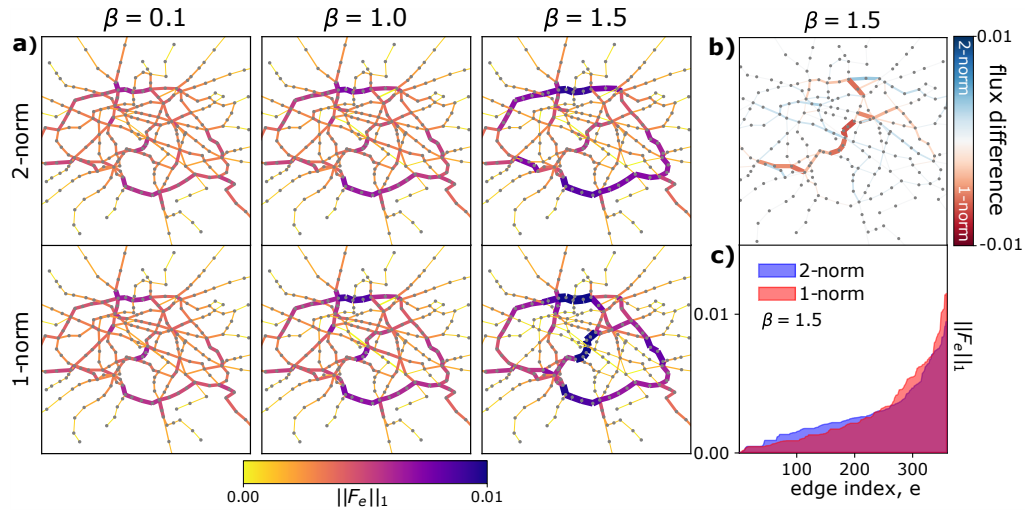 β = 0.1
β = 1.0
β = 1.5
a)
2-norm
1-norm
0.00
||F_e||_1
0.01
β = 1.5
b)
0.01
2-norm
1-norm
-0.01
flux difference
c)
2-norm
1-norm
β = 1.5
0.01
0.00
||F_e||_1
100
200
300
edge index, e